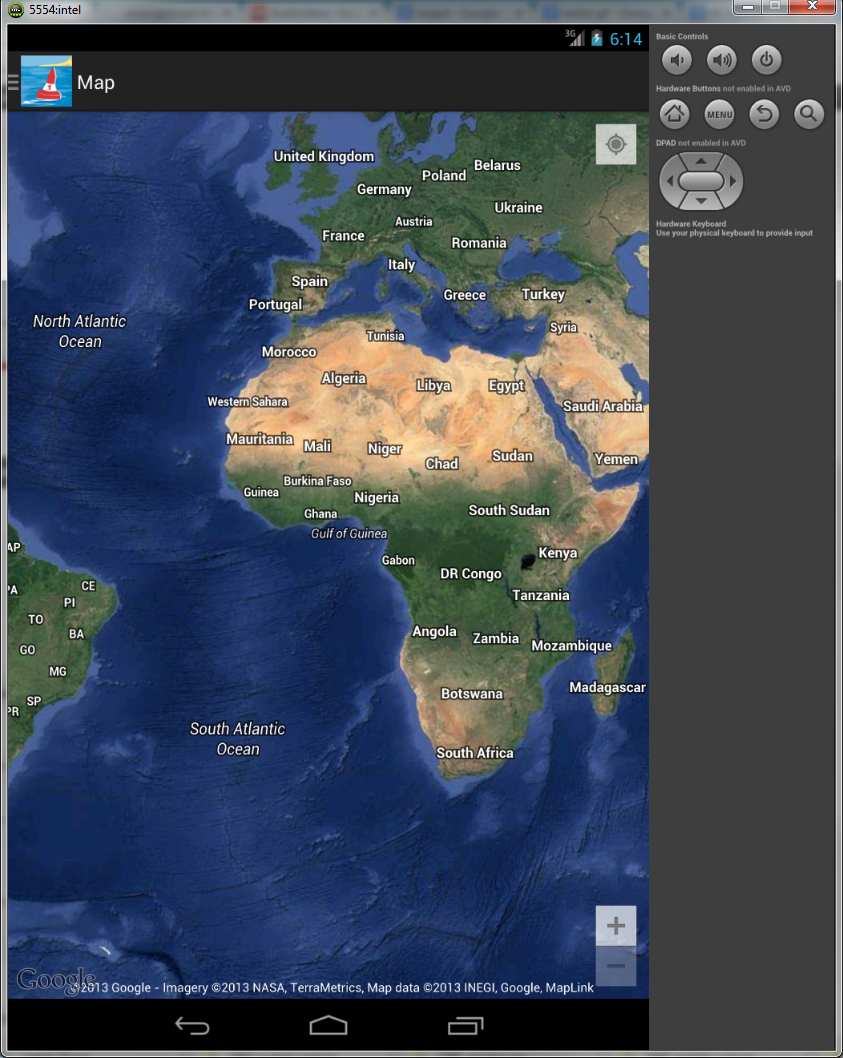 5554:intel
3G 6:14
Map
Basic Controls
Hardware Buttons not enabled in AVD
MENU
DPAD not enabled in AVD
Hardware Keyboard
Use your physical keyboard to provide input
United Kingdom
Belarus
Poland
Germany
Ukraine
Austria
France
Romania
Italy
Spain
Greece
Turkey
Portugal
North Atlantic
Ocean
Syria
Tunisia
Morocco
Algeria
Libya
Egypt
Western Sahara
Saudi Arabia
Mauritania
Mali
Niger
Chad
Sudan
Yemen
Burkina Faso
Guinea
Nigeria
Ghana
South Sudan
Gulf of Guinea
AP
Kenya
Gabon
DR Congo
CE
PA
Tanzania
PI
TO
BA
Angola
Zambia
Mozambique
GO
MG
Madagascar
Botswana
SP
PR
South Atlantic
Ocean
South Africa
Google
©2013 Google - Imagery ©2013 NASA, TerraMetrics, Map data ©2013 INEGI, Google, MapLink